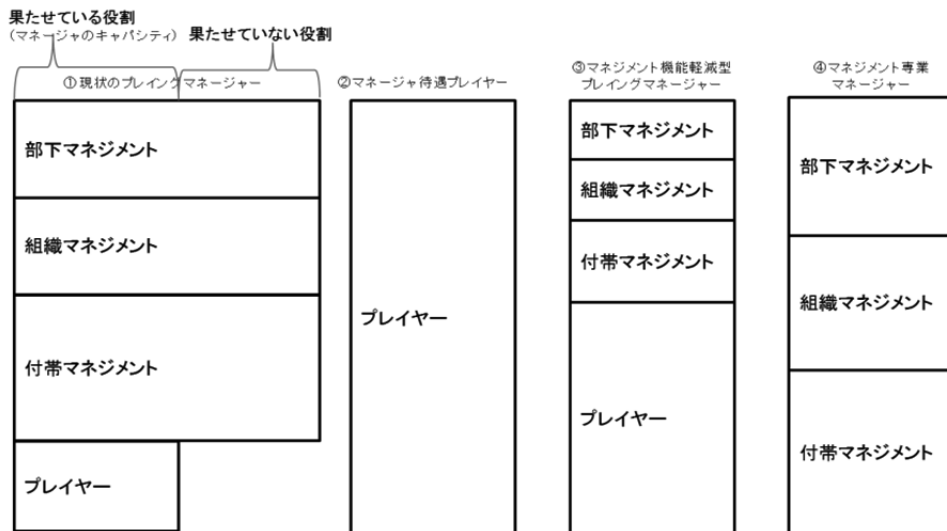 果たせている役割
(マネージャのキャパシティ)
果たせていない役割
①現状のプレイングマネージャー
部下マネジメント
組織マネジメント
付帯マネジメント
プレイヤー
②マネージャ待遇プレイヤー
プレイヤー
③マネジメント機能軽減型
プレイングマネージャー
部下マネジメント
組織マネジメント
付帯マネジメント
プレイヤー
④マネジメント専業
マネージャー
部下マネジメント
組織マネジメント
付帯マネジメント